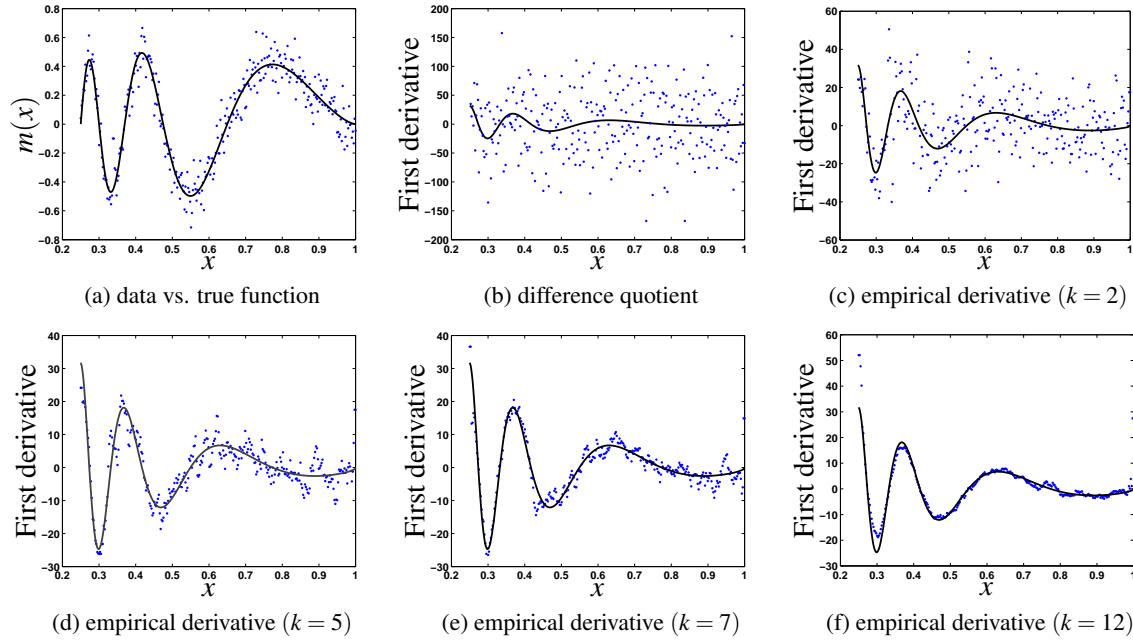 0.8
0.6
0.4
0.2
0.0
0.2
0.4
0.6
0.8
m(x)
0.2 0.3 0.4 0.5 0.6 0.7 0.8 0.9 1
x
(a) data vs. true function
200
150
100
50
0
−50
−100
−150
−200
First derivative
0.2 0.3 0.4 0.5 0.6 0.7 0.8 0.9 1
x
(b) difference quotient
60
40
20
0
−20
−40
−60
First derivative
0.2 0.3 0.4 0.5 0.6 0.7 0.8 0.9 1
x
(c) empirical derivative (k = 2)
40
30
20
10
0
−10
−20
−30
First derivative
0.2 0.3 0.4 0.5 0.6 0.7 0.8 0.9 1
x
(d) empirical derivative (k = 5)
40
30
20
10
0
−10
−20
−30
First derivative
0.2 0.3 0.4 0.5 0.6 0.7 0.8 0.9 1
x
(e) empirical derivative (k = 7)
60
50
40
30
20
10
0
−10
−20
−30
First derivative
0.2 0.3 0.4 0.5 0.6 0.7 0.8 0.9 1
x
(f) empirical derivative (k = 12)